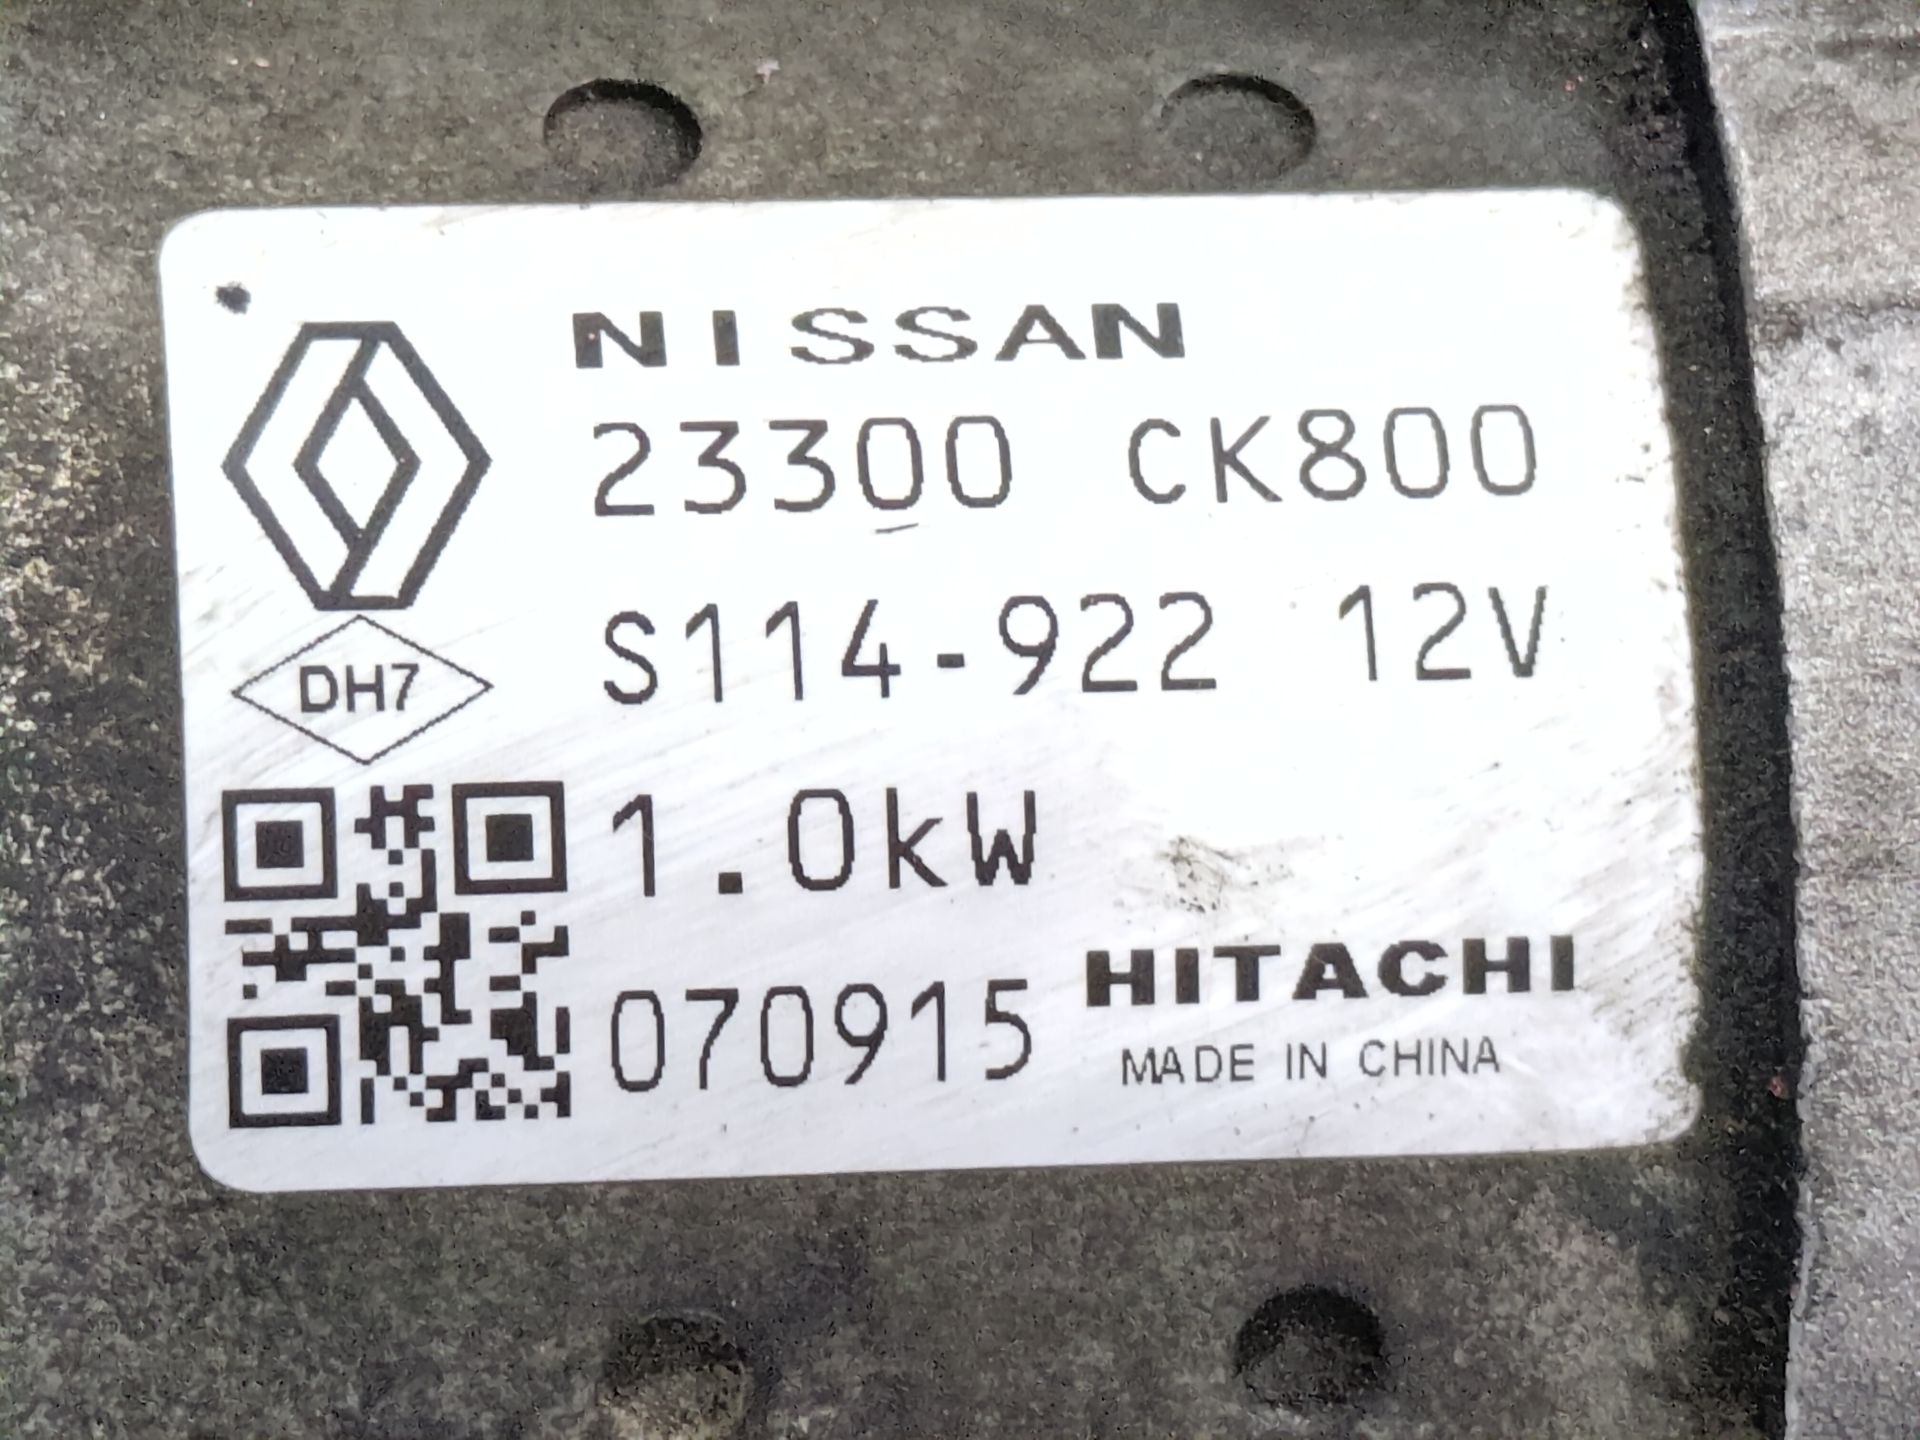 NISSAN
23300 CK800
DH7
S114-922 12V
1.0kW
070915 HITACHI
MADE IN CHINA